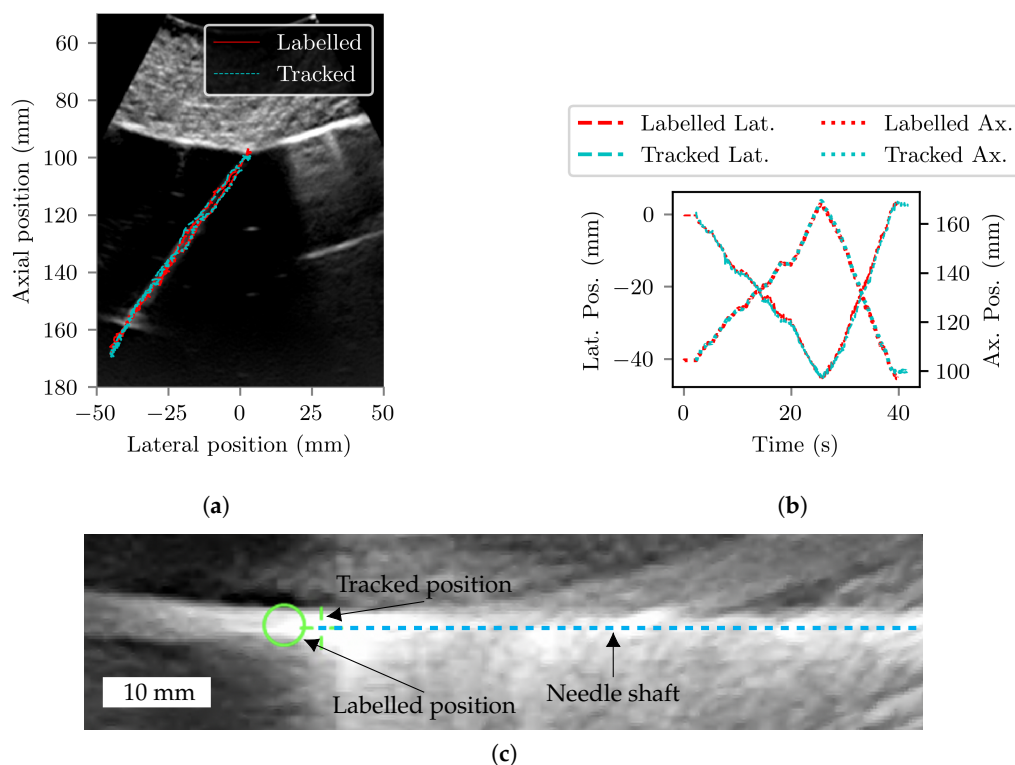 Labelled
Tracked
60
80
100
120
140
160
180
Axial position (mm)
−50
−25
0
25
50
Lateral position (mm)
(a)
Labelled Lat.
Labelled Ax.
Tracked Lat.
Tracked Ax.
0
−20
−40
Lat. Pos. (mm)
160
140
120
100
Ax. Pos. (mm)
0
20
40
Time (s)
(b)
Tracked position
10 mm
Labelled position
Needle shaft
(c)